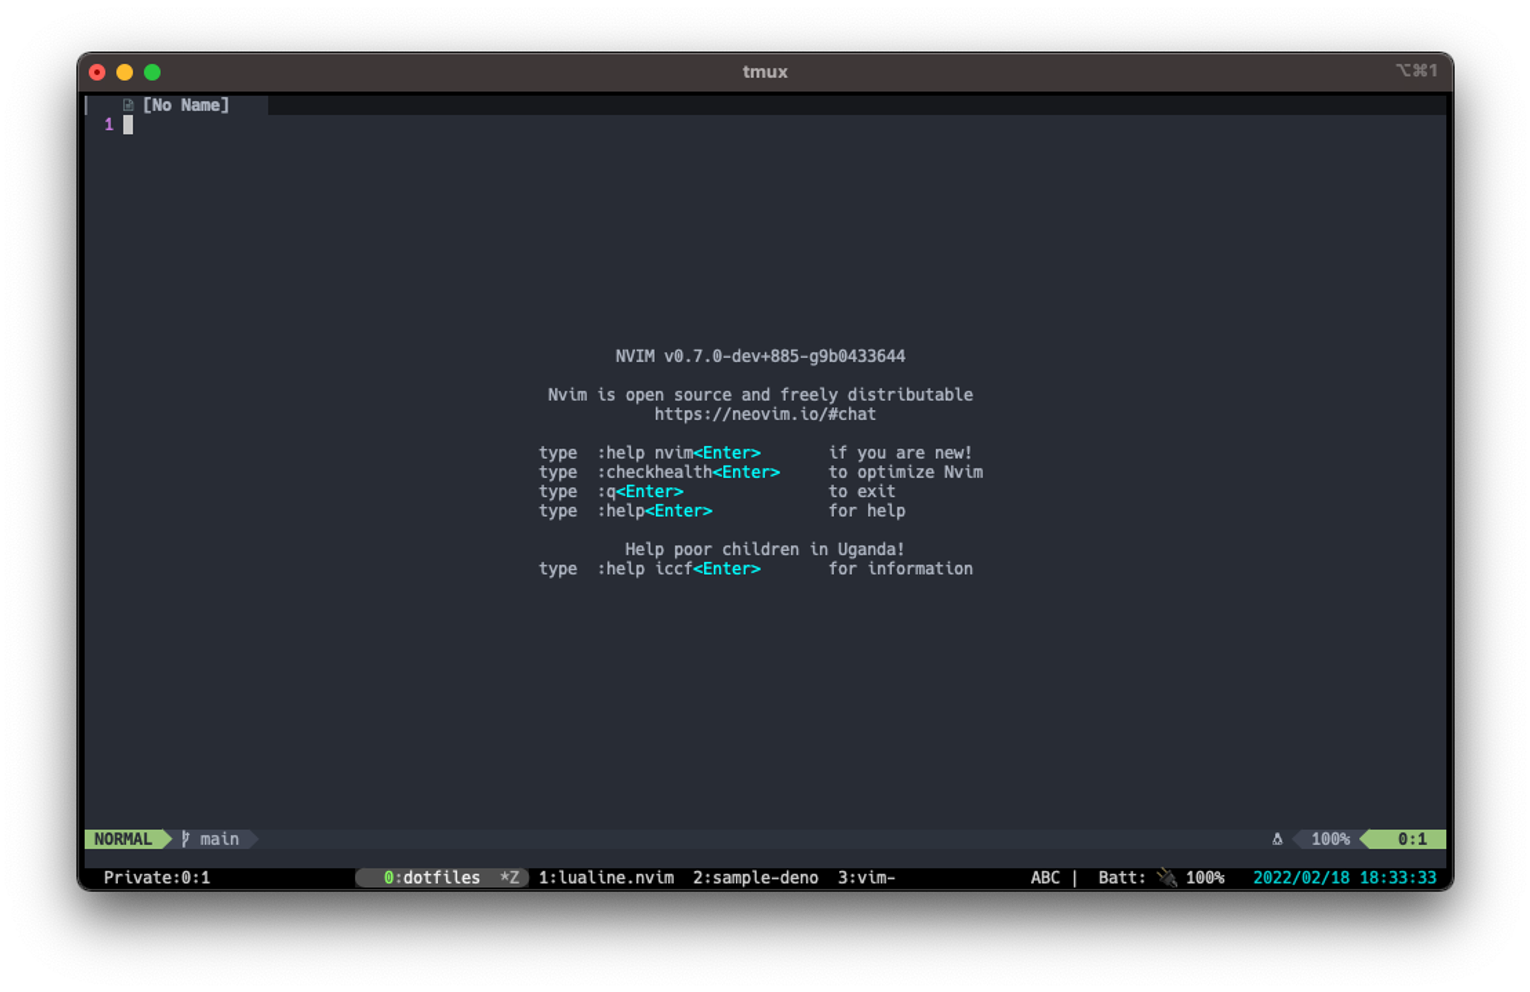 tmux
⌥⌘1
[No Name]
1
NVIM v0.7.0-dev+885-g9b0433644
Nvim is open source and freely distributable
https://neovim.io/#chat
type :help nvim<Enter> if you are new!
type :checkhealth<Enter> to optimize Nvim
type :q<Enter> to exit
type :help<Enter> for help
Help poor children in Uganda!
type :help iccf<Enter> for information
NORMAL main 100% 0:1
Private:0:1 0:dotfiles *Z 1:lualine.nvim 2:sample-deno 3:vim- ABC | Batt: 100% 2022/02/18 18:33:33